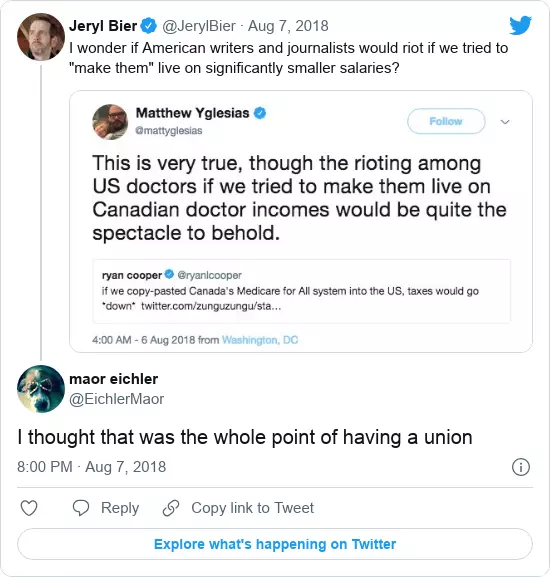 Jeryl Bier @JerylBier · Aug 7, 2018
I wonder if American writers and journalists would riot if we tried to
"make them" live on significantly smaller salaries?
Matthew Yglesias
@mattyglesias
Follow
This is very true, though the rioting among
US doctors if we tried to make them live on
Canadian doctor incomes would be quite the
spectacle to behold.
ryan cooper @ryanlcooper
if we copy-pasted Canada's Medicare for All system into the US, taxes would go
*down* twitter.com/zunguzungu/sta...
4:00 AM - 6 Aug 2018 from Washington, DC
maor eichler
@EichlerMaor
I thought that was the whole point of having a union
8:00 PM · Aug 7, 2018
Reply
Copy link to Tweet
Explore what's happening on Twitter